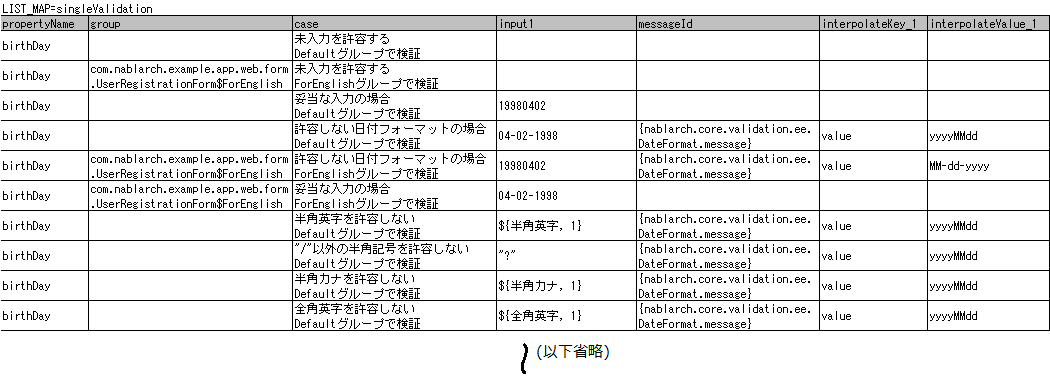 LIST_MAP=singleValidation
propertyName group case input1 messageId interpolateKey_1 interpolateValue_1
birthDay 未入力を許容する
Defaultグループで検証
birthDay com.nablarch.example.app.web.form 未入力を許容する
.UserRegistrationForm$ForEnglish ForEnglishグループで検証
birthDay 妥当な入力の場合 19980402
Defaultグループで検証
birthDay 許容しない日付フォーマットの場合 04-02-1998 {nablarch.core.validation.ee. value yyyyMMdd
Defaultグループで検証 DateFormat.message}
birthDay com.nablarch.example.app.web.form 許容しない日付フォーマットの場合 19980402 {nablarch.core.validation.ee. value MM-dd-yyyy
.UserRegistrationForm$ForEnglish ForEnglishグループで検証 DateFormat.message}
birthDay com.nablarch.example.app.web.form 妥当な入力の場合 04-02-1998
.UserRegistrationForm$ForEnglish ForEnglishグループで検証
birthDay 半角英字を許容しない ${半角英字, 1} {nablarch.core.validation.ee. value yyyyMMdd
Defaultグループで検証 DateFormat.message}
birthDay "/"以外の半角記号を許容しない "?" {nablarch.core.validation.ee. value yyyyMMdd
Defaultグループで検証 DateFormat.message}
birthDay 半角カナを許容しない ${半角カナ, 1} {nablarch.core.validation.ee. value yyyyMMdd
Defaultグループで検証 DateFormat.message}
birthDay 全角英字を許容しない ${全角英字, 1} {nablarch.core.validation.ee. value yyyyMMdd
Defaultグループで検証 DateFormat.message}
(以下省略)